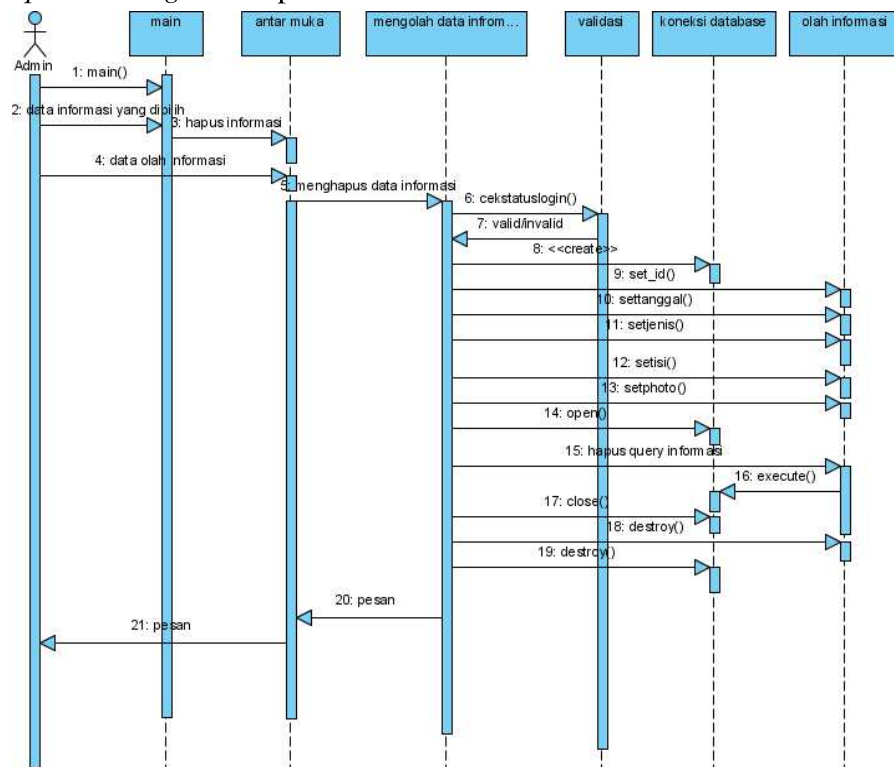 main
antar muka
mengolah data infrom...
validasi
koneksi database
olah informasi
Admin
1: main()
2: data informasi yang dipilih
3: hapus informasi
4: data olah informasi
5: menghapus data informasi
6: cekstatuslogin()
7: valid/invalid
8: <<create>>
9: set_id()
10: settanggal()
11: setjenis()
12: setisi()
13: setphoto()
14: open()
15: hapus query informasi
16: execute()
17: close()
18: destroy()
19: destroy()
20: pesan
21: pesan